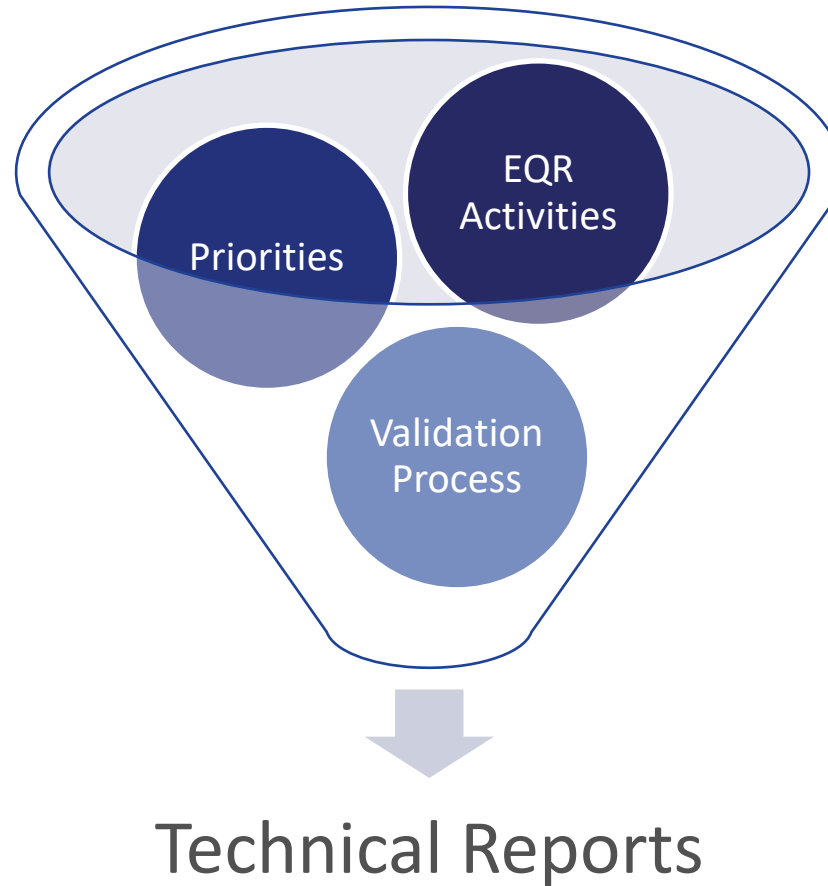 EQR
Activities
Priorities
Validation
Process
Technical Reports